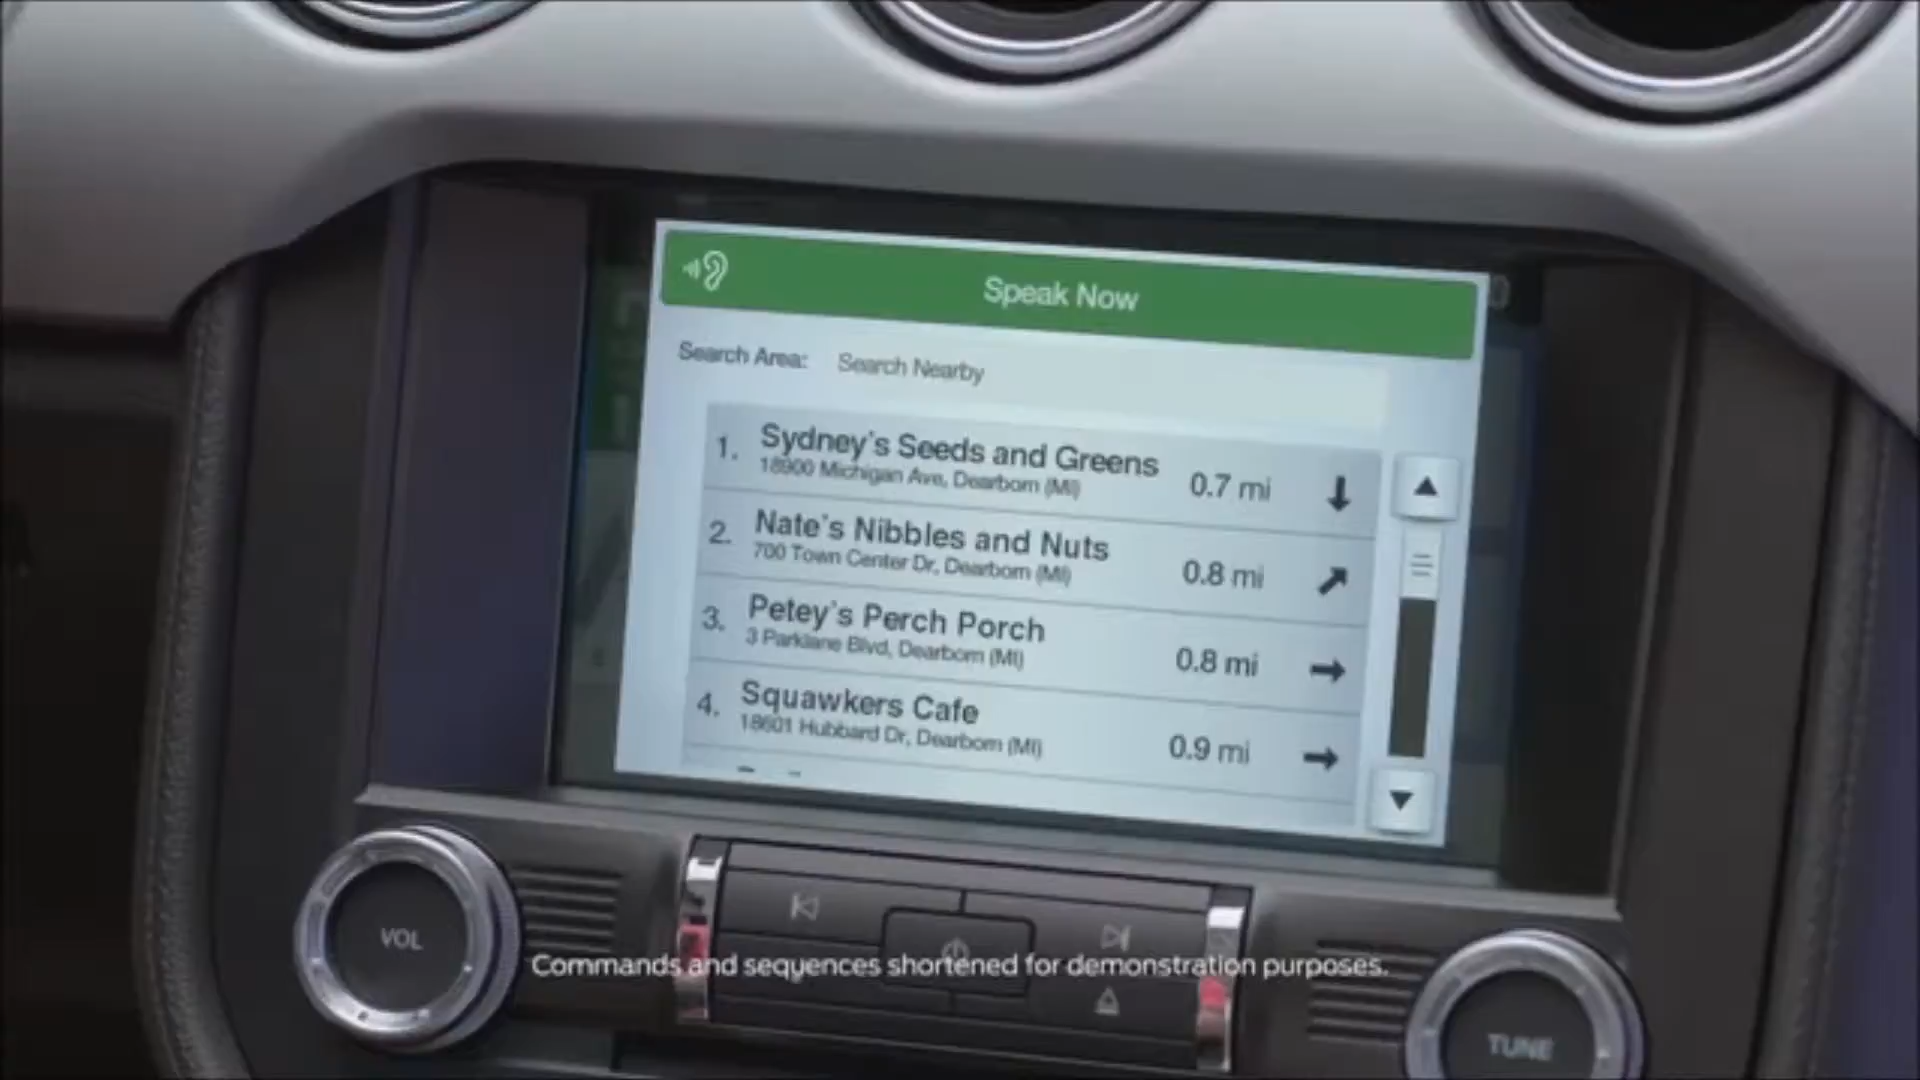 Speak Now
Search Area: Search Nearby
1. Sydney's Seeds and Greens 0.7 mi
18900 Michigan Ave, Dearborn (MI)
2. Nate's Nibbles and Nuts 0.8 mi
700 Town Center Dr, Dearborn (MI)
3. Petey's Perch Porch 0.8 mi
3 Parklane Blvd, Dearborn (MI)
4. Squawkers Cafe 0.9 mi
18601 Hubbard Dr, Dearborn (MI)
VOL
Commands and sequences shortened for demonstration purposes.
TUNE